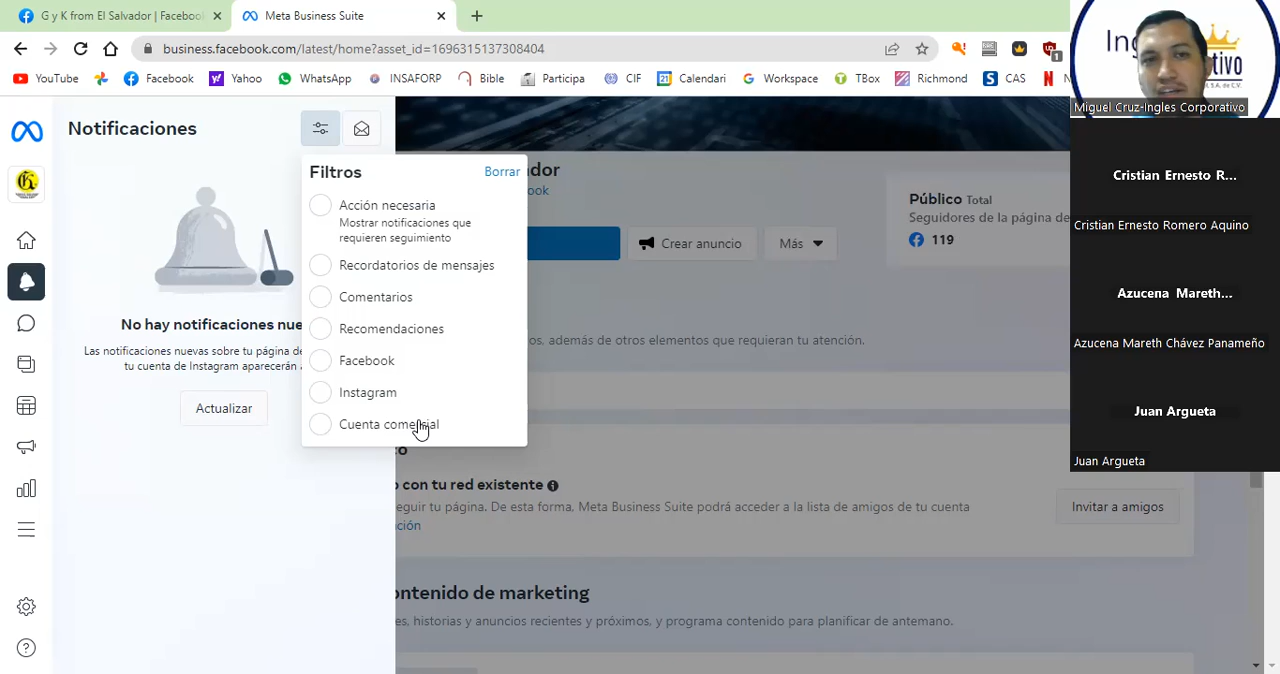 G y K from El Salvador | Facebook
Meta Business Suite
business.facebook.com/latest/home?asset_id=1696315137308404
YouTube
Facebook
Yahoo
WhatsApp
INSAFORP
Bible
Participa
CIF
Calendari
Workspace
TBox
Richmond
CAS
Notificaciones
No hay notificaciones nue
Las notificaciones nuevas sobre tu página de
tu cuenta de Instagram aparecerán
Actualizar
Filtros
Borrar
Acción necesaria
Mostrar notificaciones que
requieren seguimiento
Recordatorios de mensajes
Comentarios
Recomendaciones
Facebook
Instagram
Cuenta comercial
dor
ook
Crear anuncio
Más
Público Total
Seguidores de la página de
119
os, además de otros elementos que requieran tu atención.
co
o con tu red existente
eguir tu página. De esta forma, Meta Business Suite podrá acceder a la lista de amigos de tu cuenta
ación
Invitar a amigos
ontenido de marketing
es, historias y anuncios recientes y próximos, y programa contenido para planificar de antemano.
Miguel Cruz-Ingles Corporativo
Cristian Ernesto R...
Cristian Ernesto Romero Aquino
Azucena Mareth...
Azucena Mareth Chávez Panameño
Juan Argueta
Juan Argueta